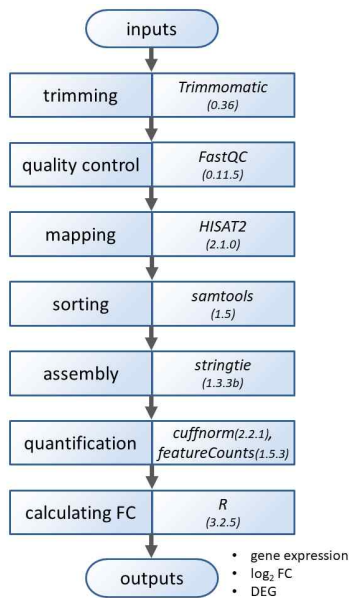 inputs
trimming
Trimmomatic
(0.36)
quality control
FastQC
(0.11.5)
mapping
HISAT2
(2.1.0)
sorting
samtools
(1.5)
assembly
stringtie
(1.3.3b)
quantification
cuffnorm(2.2.1),
featureCounts(1.5.3)
calculating FC
R
(3.2.5)
outputs
• gene expression
• log₂ FC
• DEG